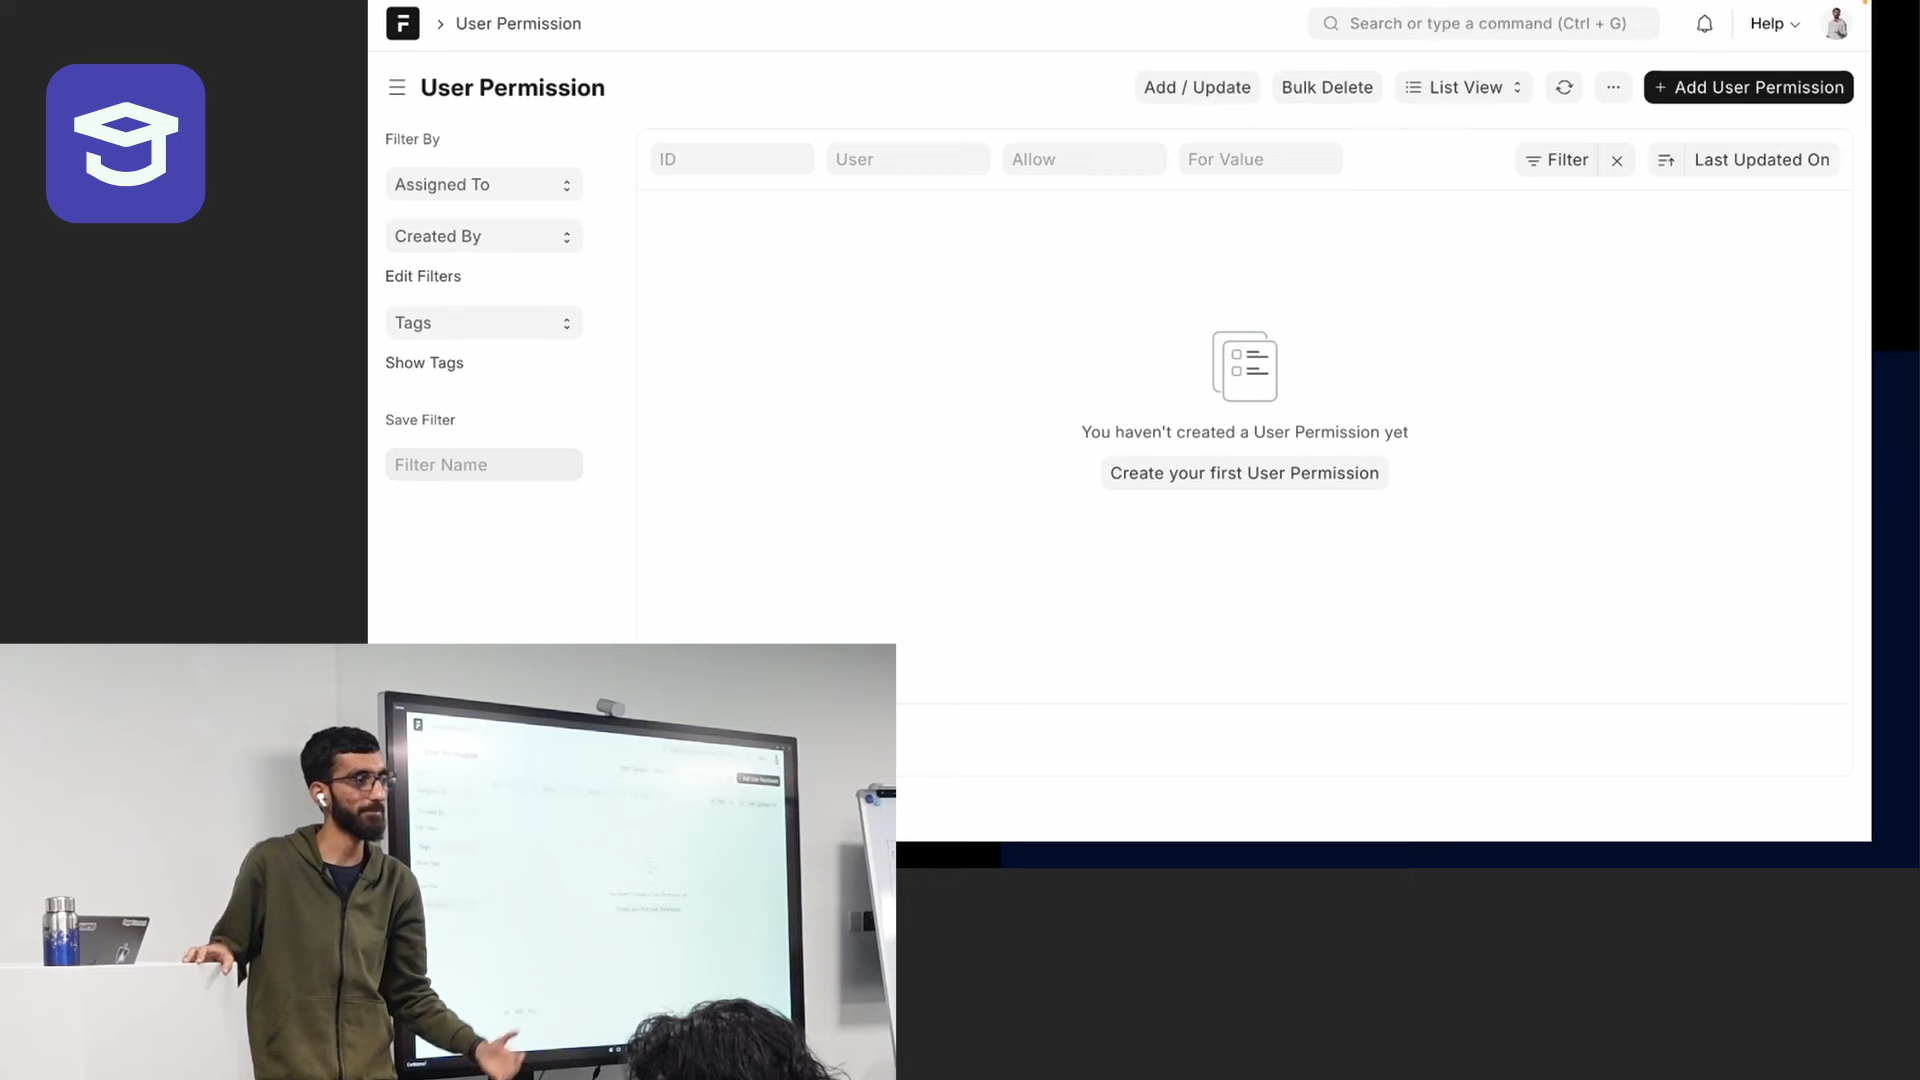 User Permission
Search or type a command (Ctrl + G)
Help
User Permission
Add / Update
Bulk Delete
List View
+ Add User Permission
Filter By
Assigned To
Created By
Edit Filters
Tags
Show Tags
Save Filter
Filter Name
ID
User
Allow
For Value
Filter
Last Updated On
You haven't created a User Permission yet
Create your first User Permission
User Permission